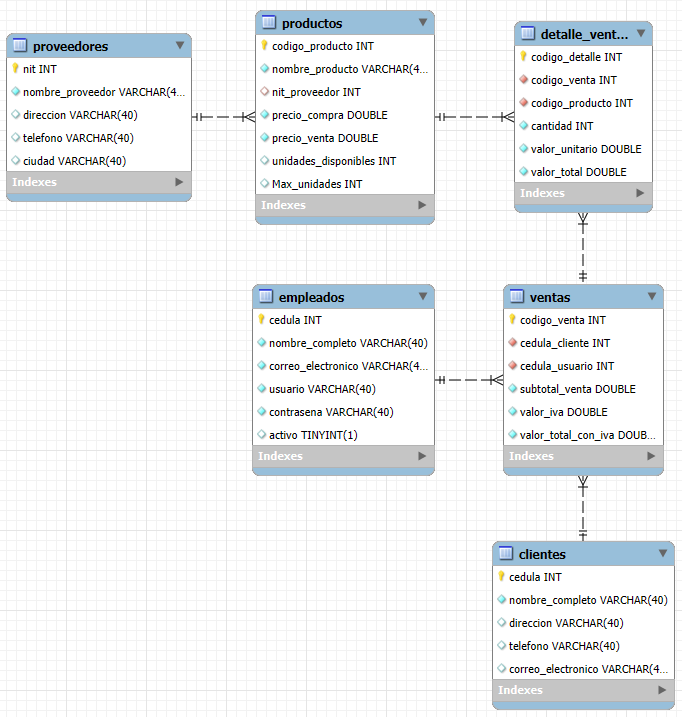 proveedores
nit INT
nombre_proveedor VARCHAR(4...
direccion VARCHAR(40)
telefono VARCHAR(40)
ciudad VARCHAR(40)
Indexes
productos
codigo_producto INT
nombre_producto VARCHAR(4...
nit_proveedor INT
precio_compra DOUBLE
precio_venta DOUBLE
unidades_disponibles INT
Max_unidades INT
Indexes
detalle_vent...
codigo_detalle INT
codigo_venta INT
codigo_producto INT
cantidad INT
valor_unitario DOUBLE
valor_total DOUBLE
Indexes
empleados
cedula INT
nombre_completo VARCHAR(40)
correo_electronico VARCHAR(4...
usuario VARCHAR(40)
contrasena VARCHAR(40)
activo TINYINT(1)
Indexes
ventas
codigo_venta INT
cedula_cliente INT
cedula_usuario INT
subtotal_venta DOUBLE
valor_iva DOUBLE
valor_total_con_iva DOUB...
Indexes
clientes
cedula INT
nombre_completo VARCHAR(40)
direccion VARCHAR(40)
telefono VARCHAR(40)
correo_electronico VARCHAR(4...
Indexes